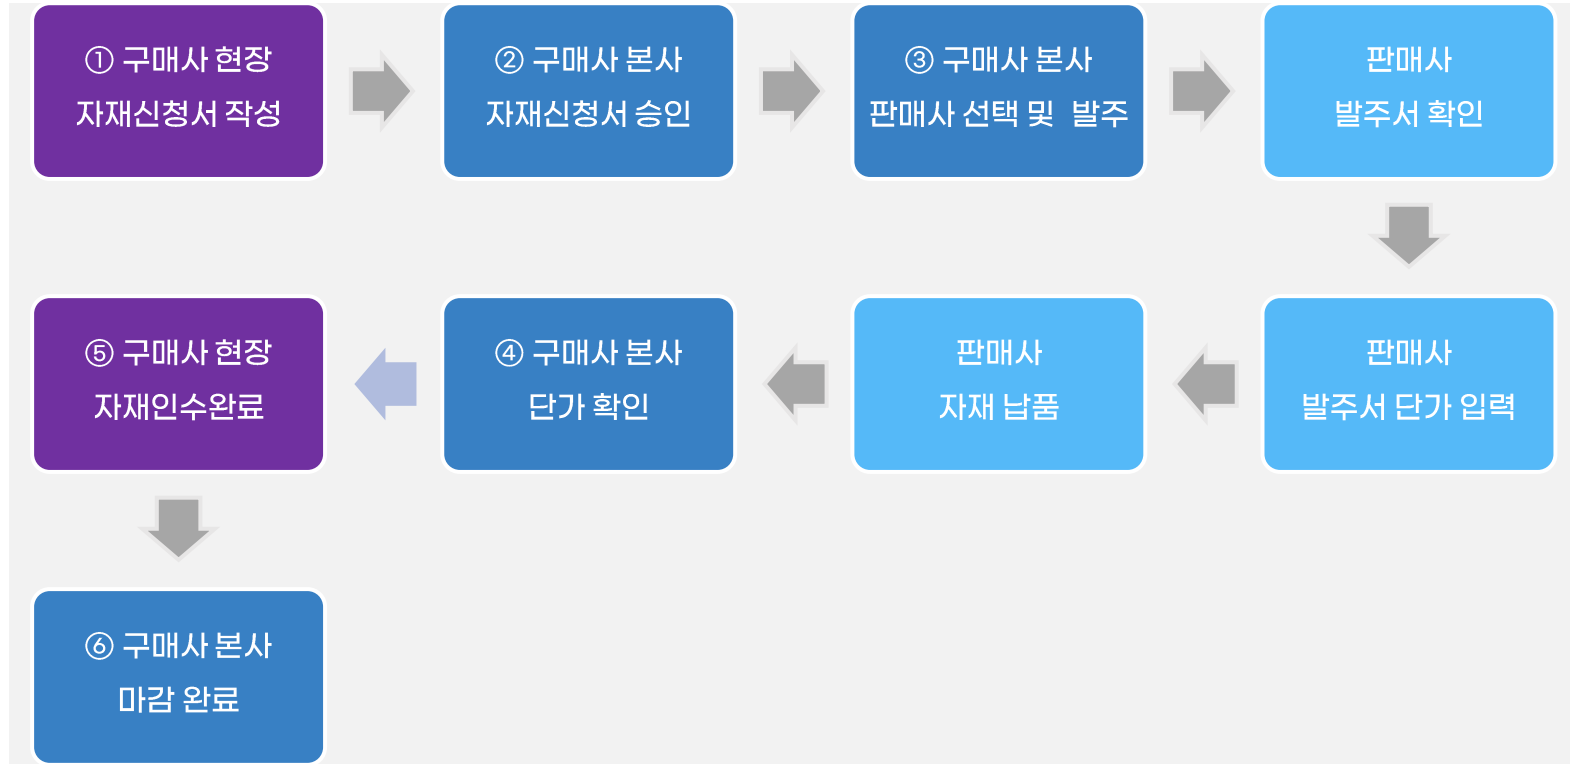 ① 구매사 현장
자재신청서 작성
② 구매사 본사
자재신청서 승인
③ 구매사 본사
판매사 선택 및 발주
판매사
발주서 확인
판매사
발주서 단가 입력
판매사
자재 납품
④ 구매사 본사
단가 확인
⑤ 구매사 현장
자재인수완료
⑥ 구매사 본사
마감 완료